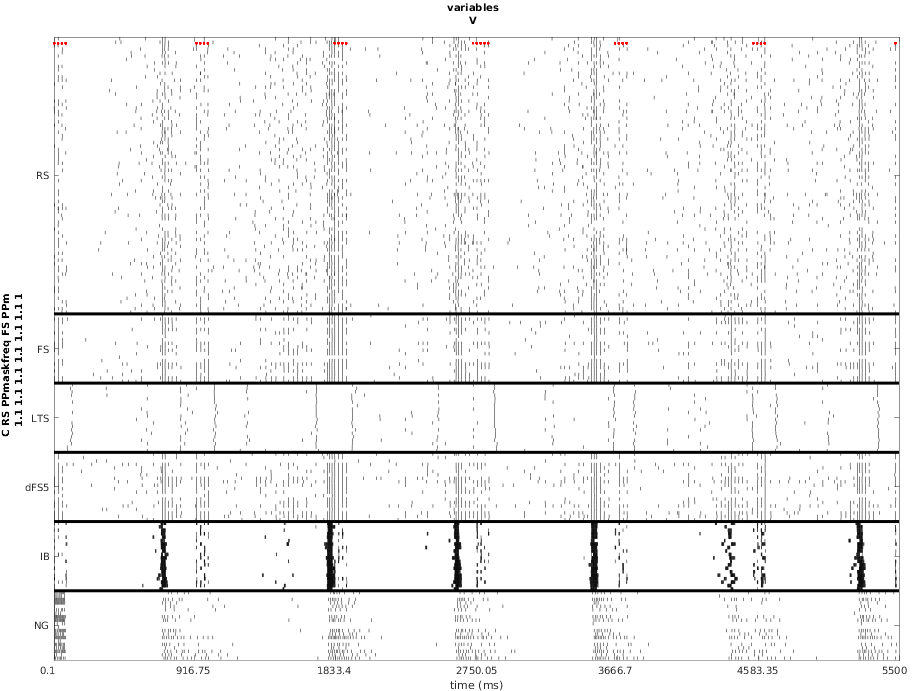 variables
V
C RS PPmaskfreq FS PPm
1.1 1.1 1.1 1.1 1.1 1
RS
FS
LTS
dFS5
IB
NG
0.1 916.75 1833.4 2750.05 3666.7 4583.35 5500
time (ms)